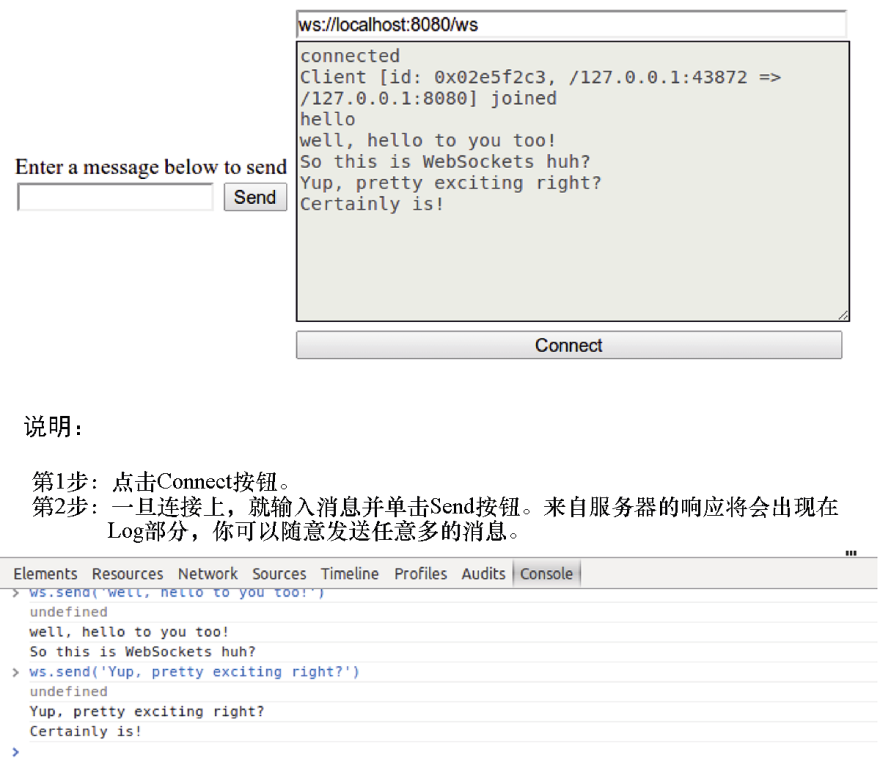 ws://localhost:8080/ws
connected
Client [id: 0x02e5f2c3, /127.0.0.1:43872 =>
/127.0.0.1:8080] joined
hello
well, hello to you too!
So this is WebSockets huh?
Yup, pretty exciting right?
Certainly is!
Enter a message below to send
Send
Connect
说明：
第1步：点击Connect按钮。
第2步：一旦连接上，就输入消息并单击Send按钮。来自服务器的响应将会出现在
Log部分，你可以随意发送任意多的消息。
Elements Resources Network Sources Timeline Profiles Audits Console
> ws.send('well, hello to you too!')
undefined
well, hello to you too!
So this is WebSockets huh?
> ws.send('Yup, pretty exciting right?')
undefined
Yup, pretty exciting right?
Certainly is!
>